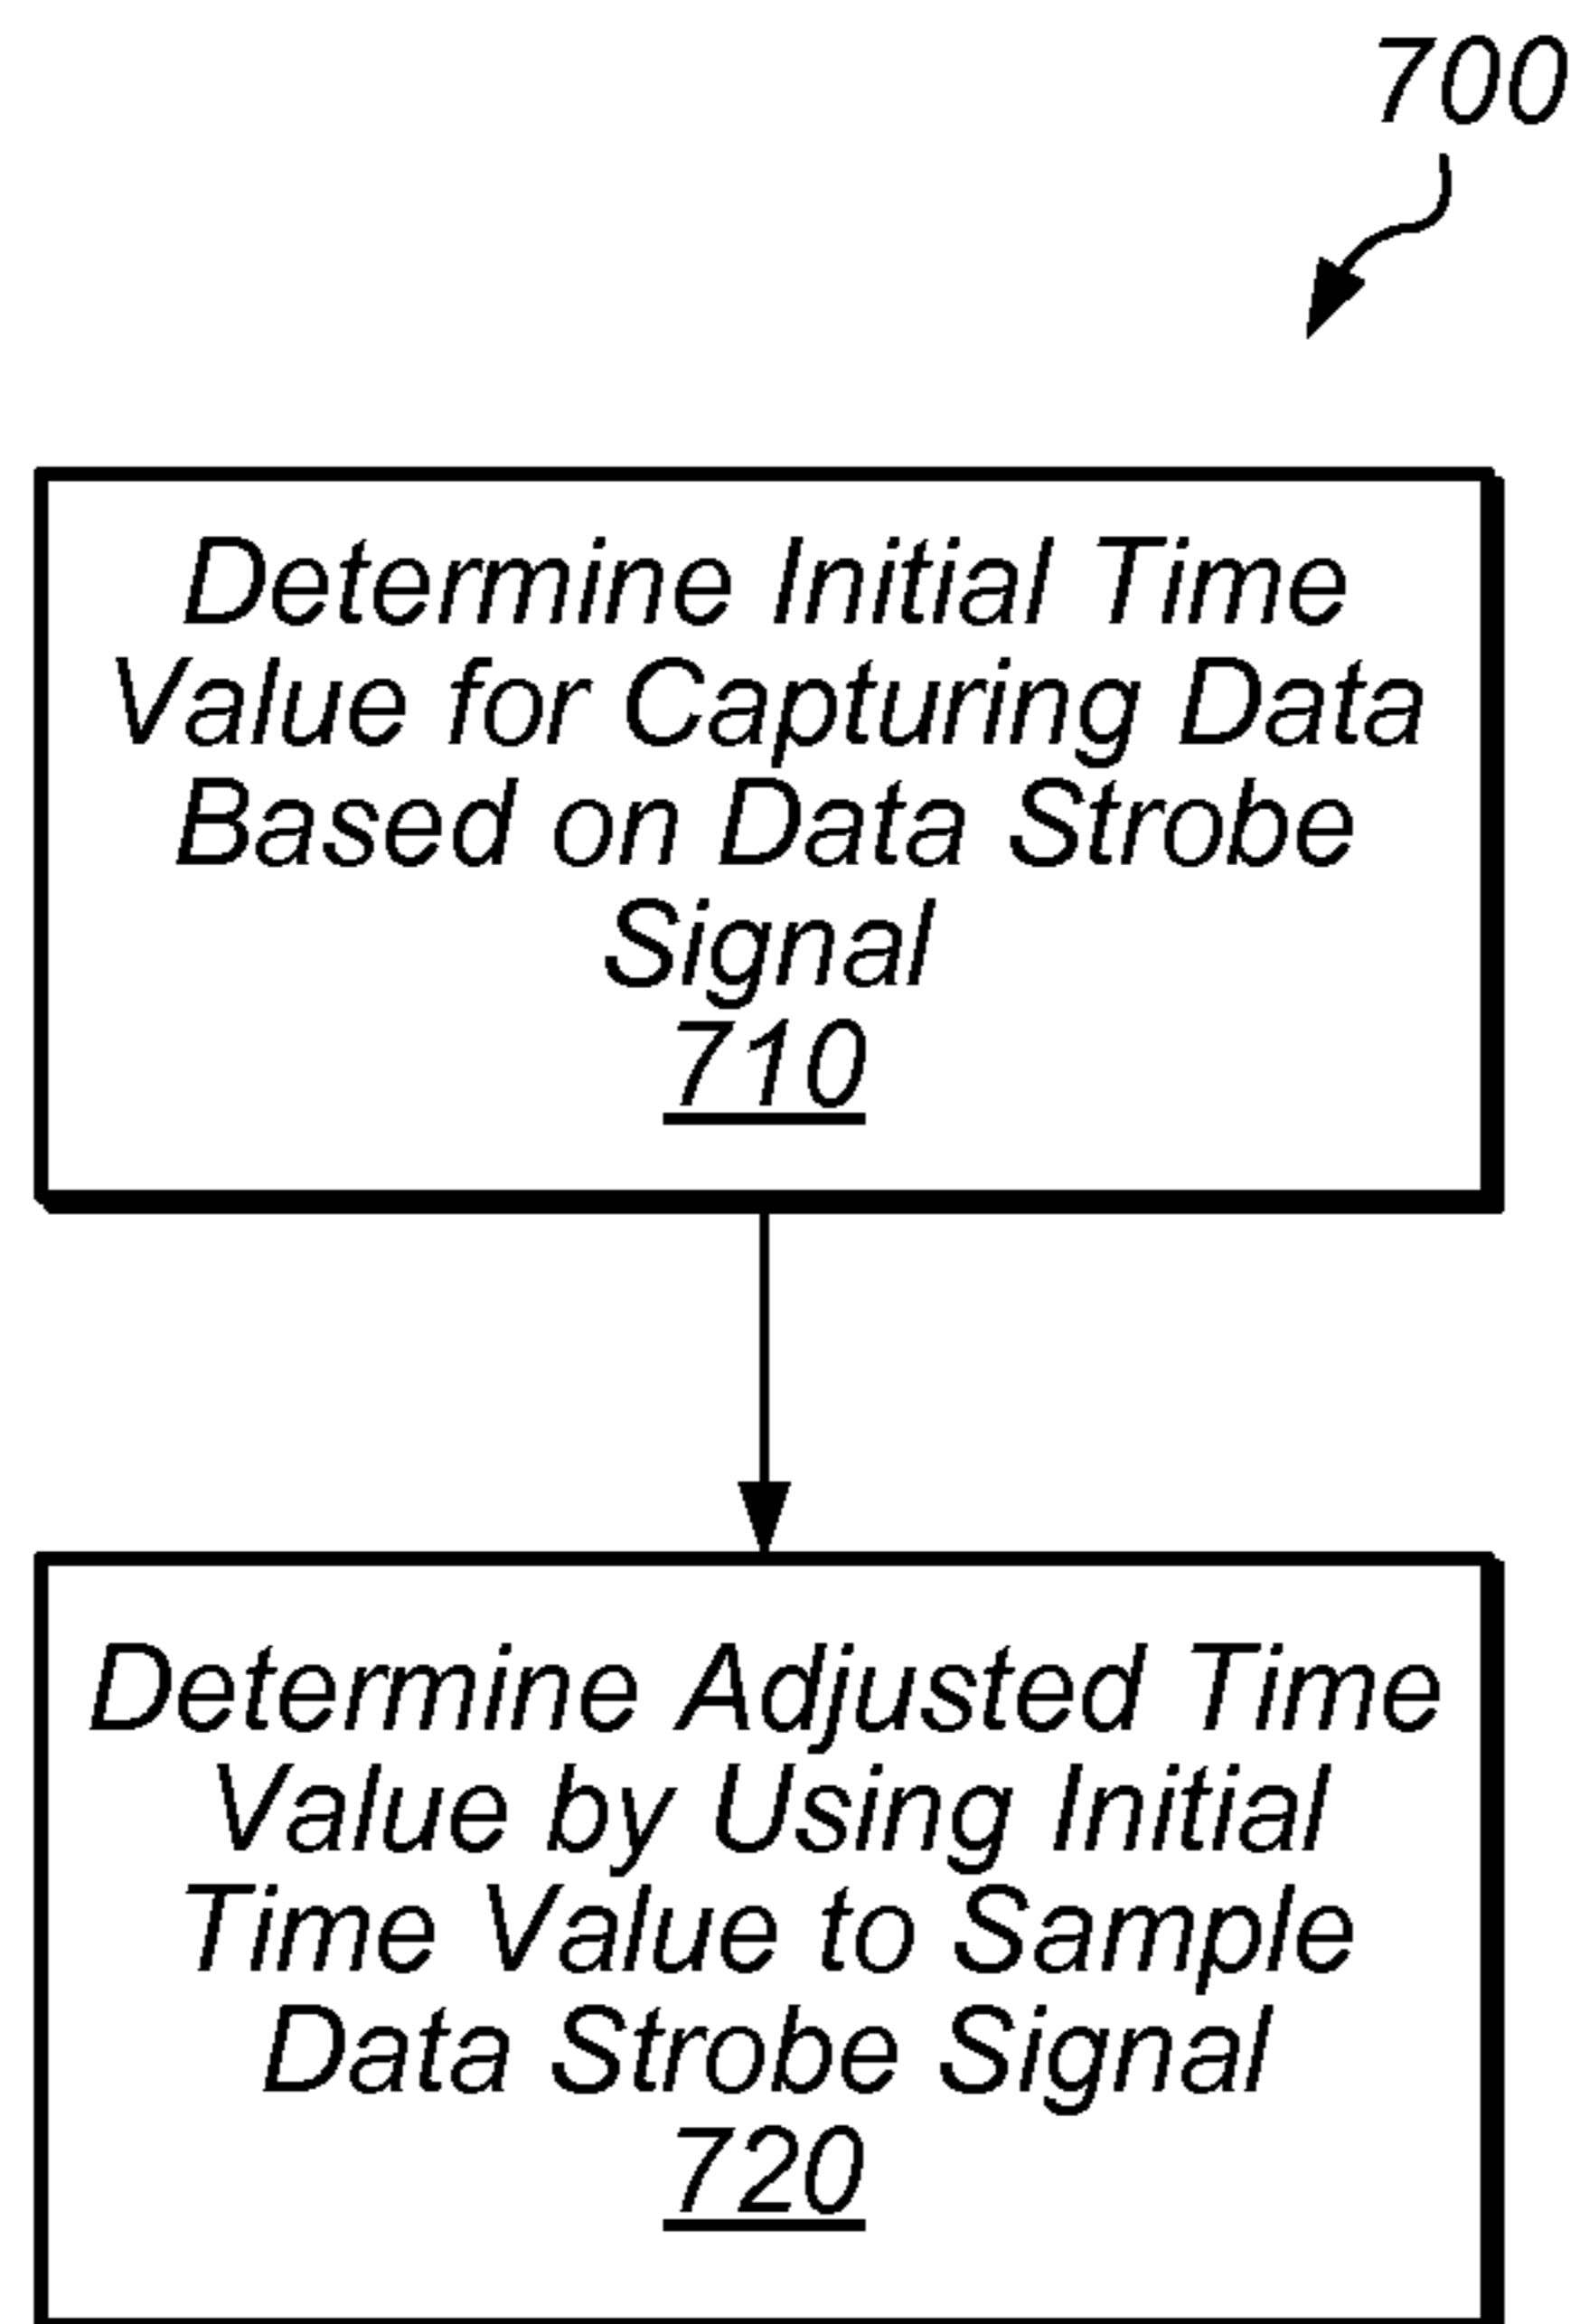 700
Determine Initial Time
Value for Capturing Data
Based on Data Strobe
Signal
710
Determine Adjusted Time
Value by Using Initial
Time Value to Sample
Data Strobe Signal
720